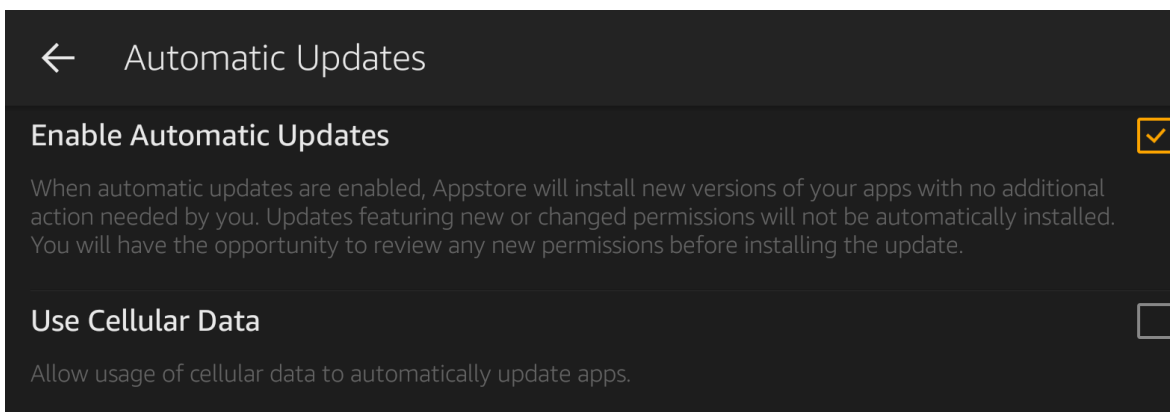 Automatic Updates
Enable Automatic Updates
When automatic updates are enabled, Appstore will install new versions of your apps with no additional
action needed by you. Updates featuring new or changed permissions will not be automatically installed.
You will have the opportunity to review any new permissions before installing the update.
Use Cellular Data
Allow usage of cellular data to automatically update apps.